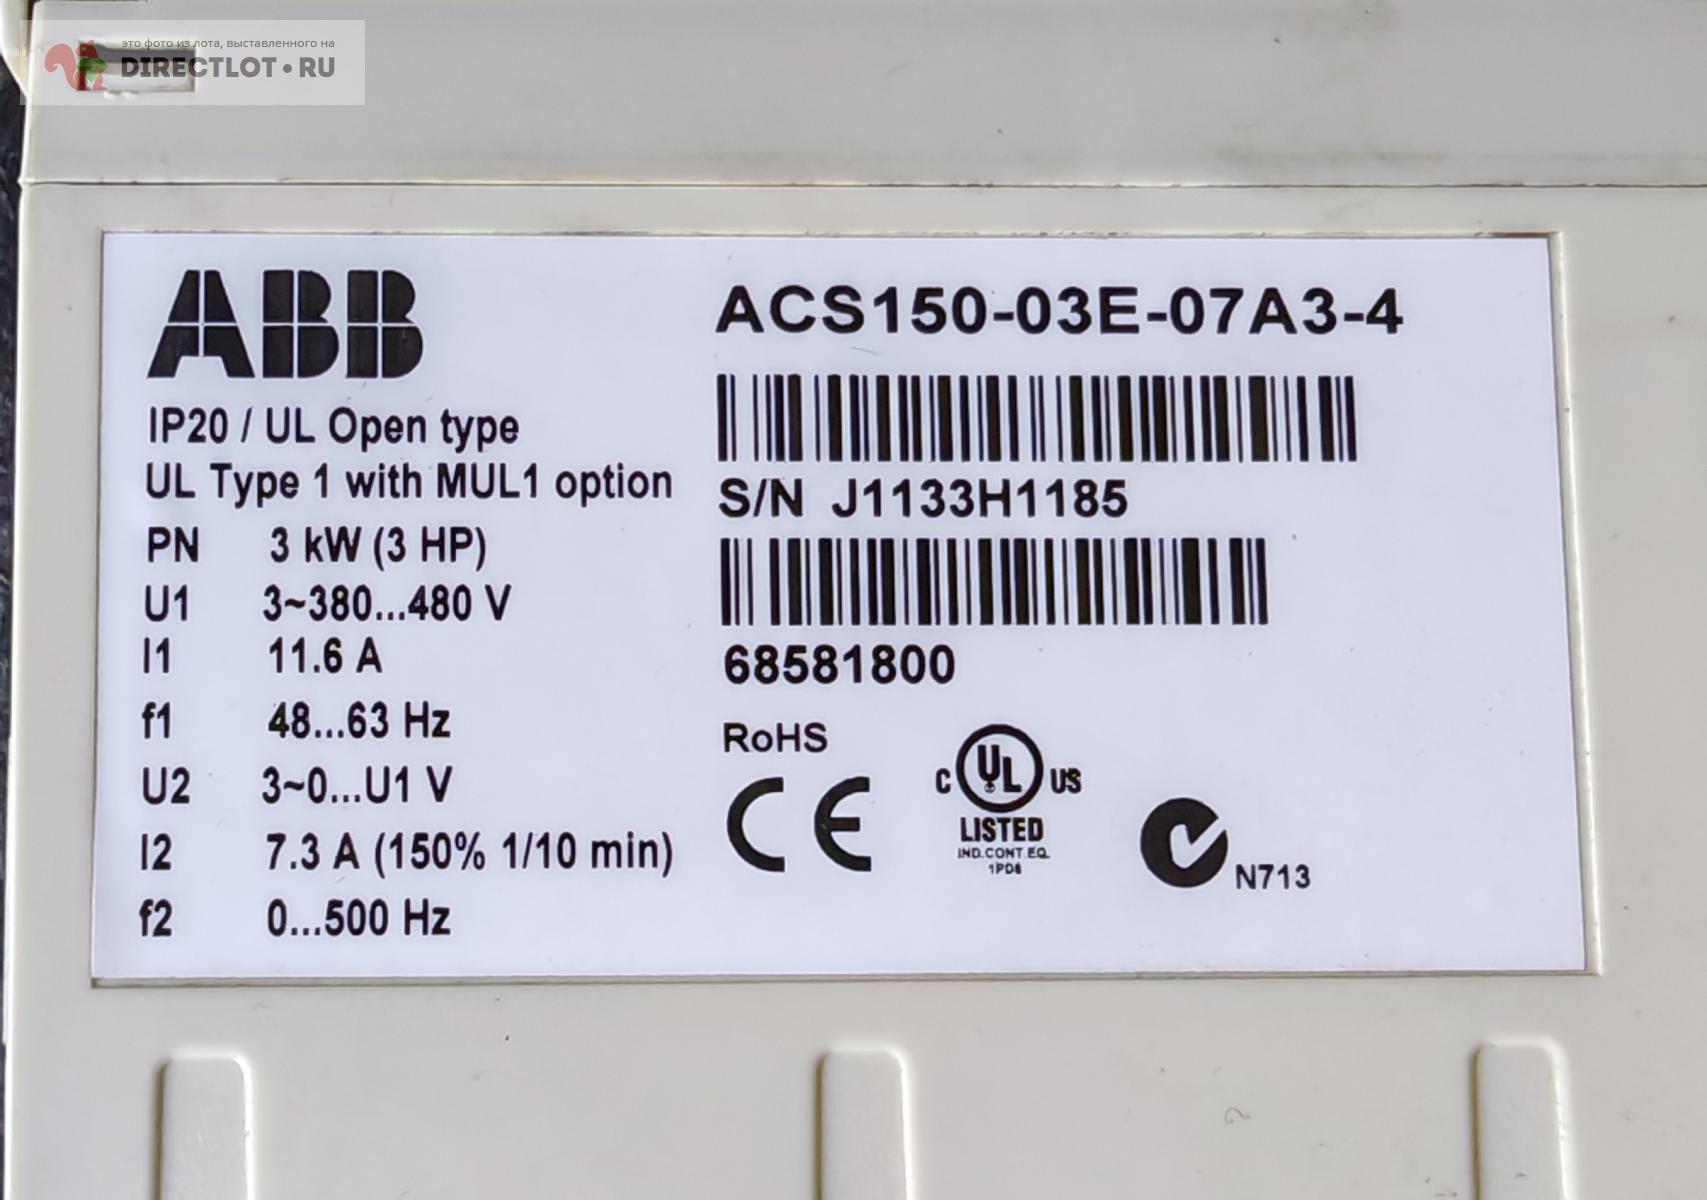 это фото из лота, выставленного на
DIRECTLOT•RU
ABB
IP20 / UL Open type
UL Type 1 with MUL1 option
PN 3 kW (3 HP)
U1 3~380...480 V
I1 11.6 A
f1 48...63 Hz
U2 3~0...U1 V
I2 7.3 A (150% 1/10 min)
f2 0...500 Hz
ACS150-03E-07A3-4
S/N J1133H1185
68581800
RoHS
CE
C UL US
LISTED
IND.CONT.EQ.
1PD8
N713